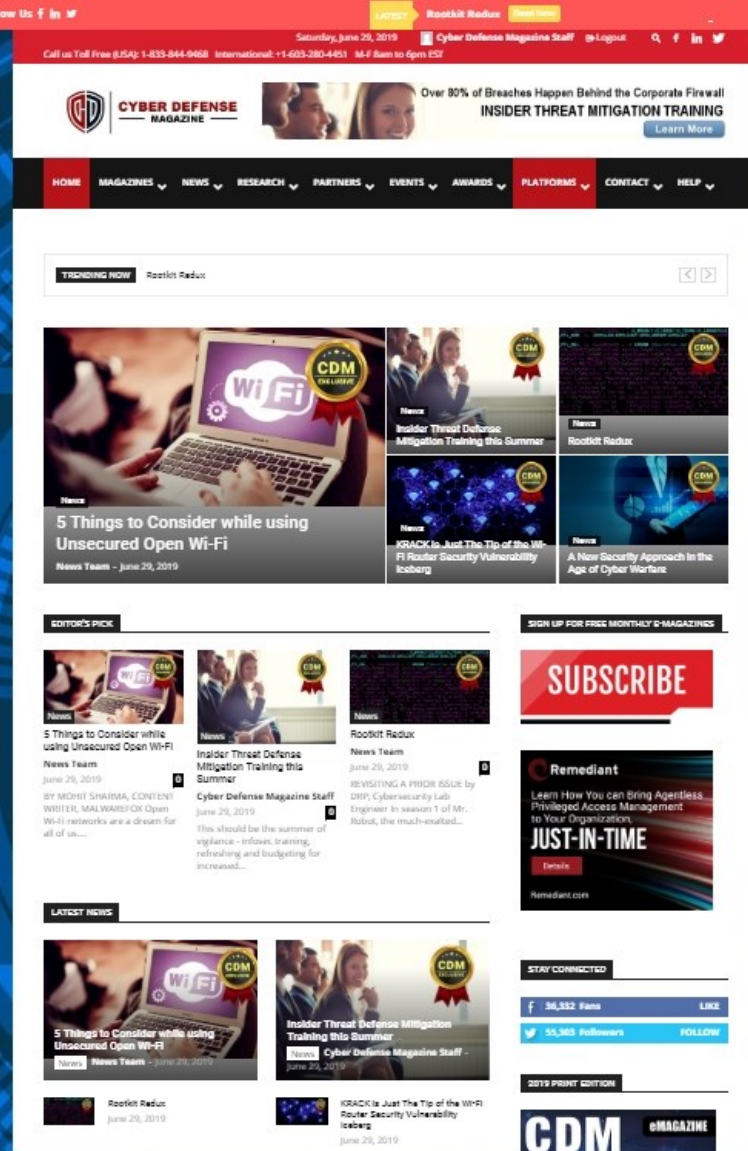 ow Us
LATEST Rootkit Redux Read Now
Saturday, June 29, 2019 Cyber Defense Magazine Staff Logout
Call us Toll Free (USA): 1-833-844-9468 International: +1-603-280-4451 M-F 8am to 6pm EST
CYBER DEFENSE
MAGAZINE
Over 80% of Breaches Happen Behind the Corporate Firewall
INSIDER THREAT MITIGATION TRAINING
Learn More
HOME MAGAZINES NEWS RESEARCH PARTNERS EVENTS AWARDS PLATFORMS CONTACT HELP
TRENDING NOW Rootkit Redux
Wi Fi
CDM
EXCLUSIVE
News
5 Things to Consider while using
Unsecured Open Wi-Fi
News Team - June 29, 2019
CDM
News
Insider Threat Defense
Mitigation Training this Summer
CDM
News
Rootkit Redux
CDM
News
KRACK Is Just The Tip of the Wi-
Fi Router Security Vulnerability
Iceberg
CDM
News
A New Security Approach in the
Age of Cyber Warfare
EDITOR'S PICK
Wi Fi
CDM
News
5 Things to Consider while
using Unsecured Open Wi-Fi
News Team
June 29, 2019 0
BY MOHIT SHARMA, CONTENT
WRITER, MALWAREFOX Open
Wi-Fi networks are a dream for
all of us....
CDM
News
Insider Threat Defense
Mitigation Training this
Summer
Cyber Defense Magazine Staff
June 29, 2019 0
This should be the summer of
vigilance - infosec training,
refreshing and budgeting for
increased...
CDM
News
Rootkit Redux
News Team
June 29, 2019 0
REVISITING A PRIOR ISSUE by
DRP; Cybersecurity Lab
Engineer In season 1 of Mr.
Robot, the much-exalted...
SIGN UP FOR FREE MONTHLY E-MAGAZINES
SUBSCRIBE
Remediant
Learn How You can Bring Agentless
Privileged Access Management
to Your Organization,
JUST-IN-TIME
Details
Remediant.com
LATEST NEWS
Wi Fi
CDM
5 Things to Consider while using
Unsecured Open Wi-Fi
News News Team - June 29, 2019
CDM
EXCLUSIVE
Insider Threat Defense Mitigation
Training this Summer
News Cyber Defense Magazine Staff -
June 29, 2019
Rootkit Redux
June 29, 2019
KRACK Is Just The Tip of the Wi-Fi
Router Security Vulnerability
Iceberg
June 29, 2019
STAY CONNECTED
36,332 Fans LIKE
55,303 Followers FOLLOW
2019 PRINT EDITION
CDM
eMAGAZINE